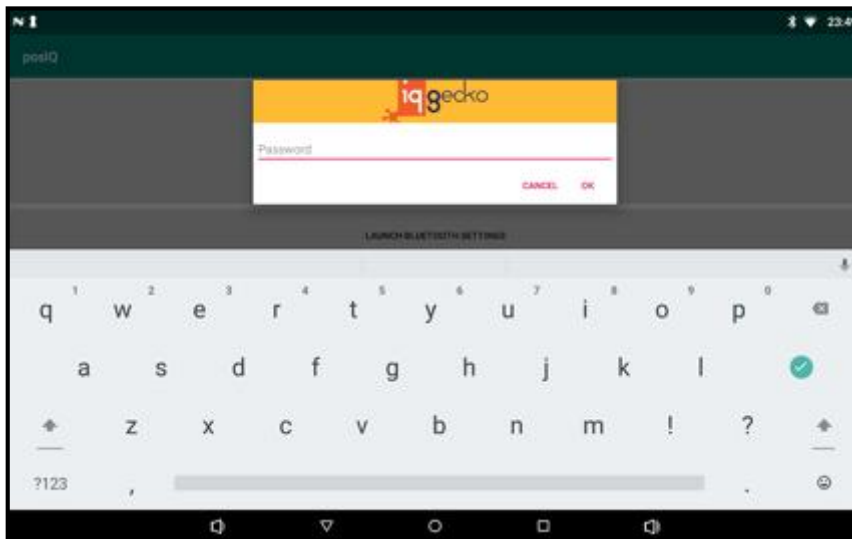 23:4
posIQ
iqgecko
Password
CANCEL OK
LAUNCH BLUETOOTH SETTINGS
1 2 3 4 5 6 7 8 9 0
q w e r t y u i o p
a s d f g h j k l
z x c v b n m ! ?
?123 , .